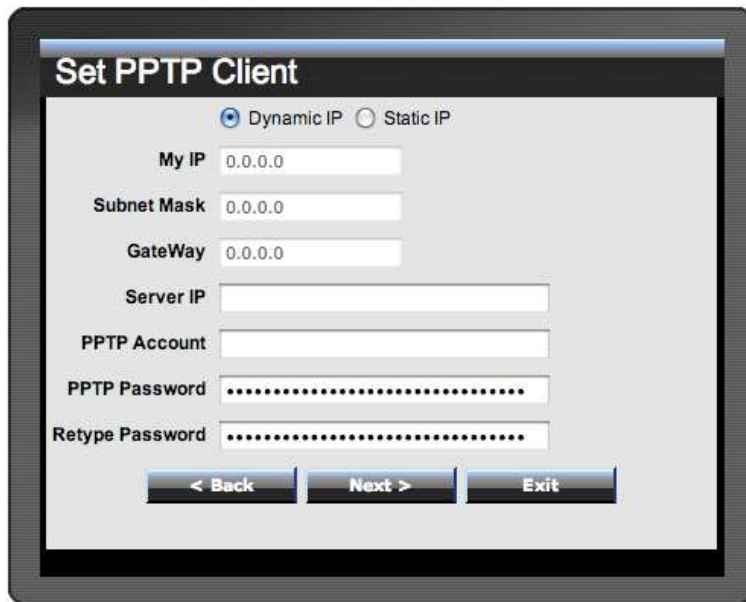 Set PPTP Client
Dynamic IP Static IP
My IP 0.0.0.0
Subnet Mask 0.0.0.0
GateWay 0.0.0.0
Server IP
PPTP Account
PPTP Password ••••••••••••••••••••••••••••••••
Retype Password ••••••••••••••••••••••••••••••••
< Back Next > Exit